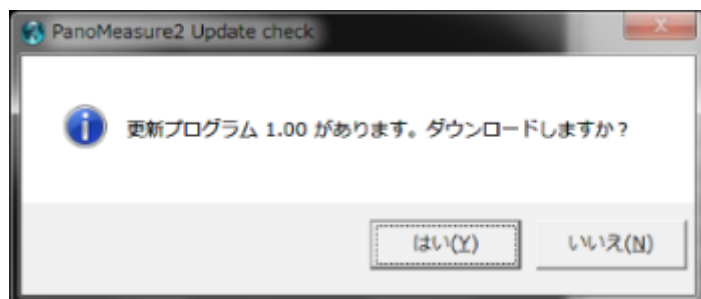 PanoMeasure2 Update check
更新プログラム 1.00 があります。ダウンロードしますか?
はい(Y)
いいえ(N)